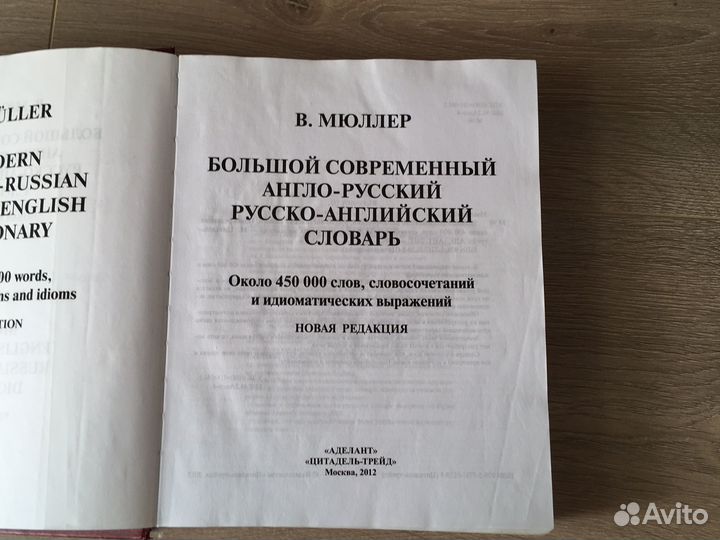 DERN
-RUSSIAN
ENGLISH
ONARY
00 words,
ns and idioms
TION
В. МЮЛЛЕР
БОЛЬШОЙ СОВРЕМЕННЫЙ
АНГЛО-РУССКИЙ
РУССКО-АНГЛИЙСКИЙ
СЛОВАРЬ
Около 450 000 слов, словосочетаний
и идиоматических выражений
НОВАЯ РЕДАКЦИЯ
«АДЕЛАНТ»
«ЦИТАДЕЛЬ-ТРЕЙД»
Москва, 2012
Avito